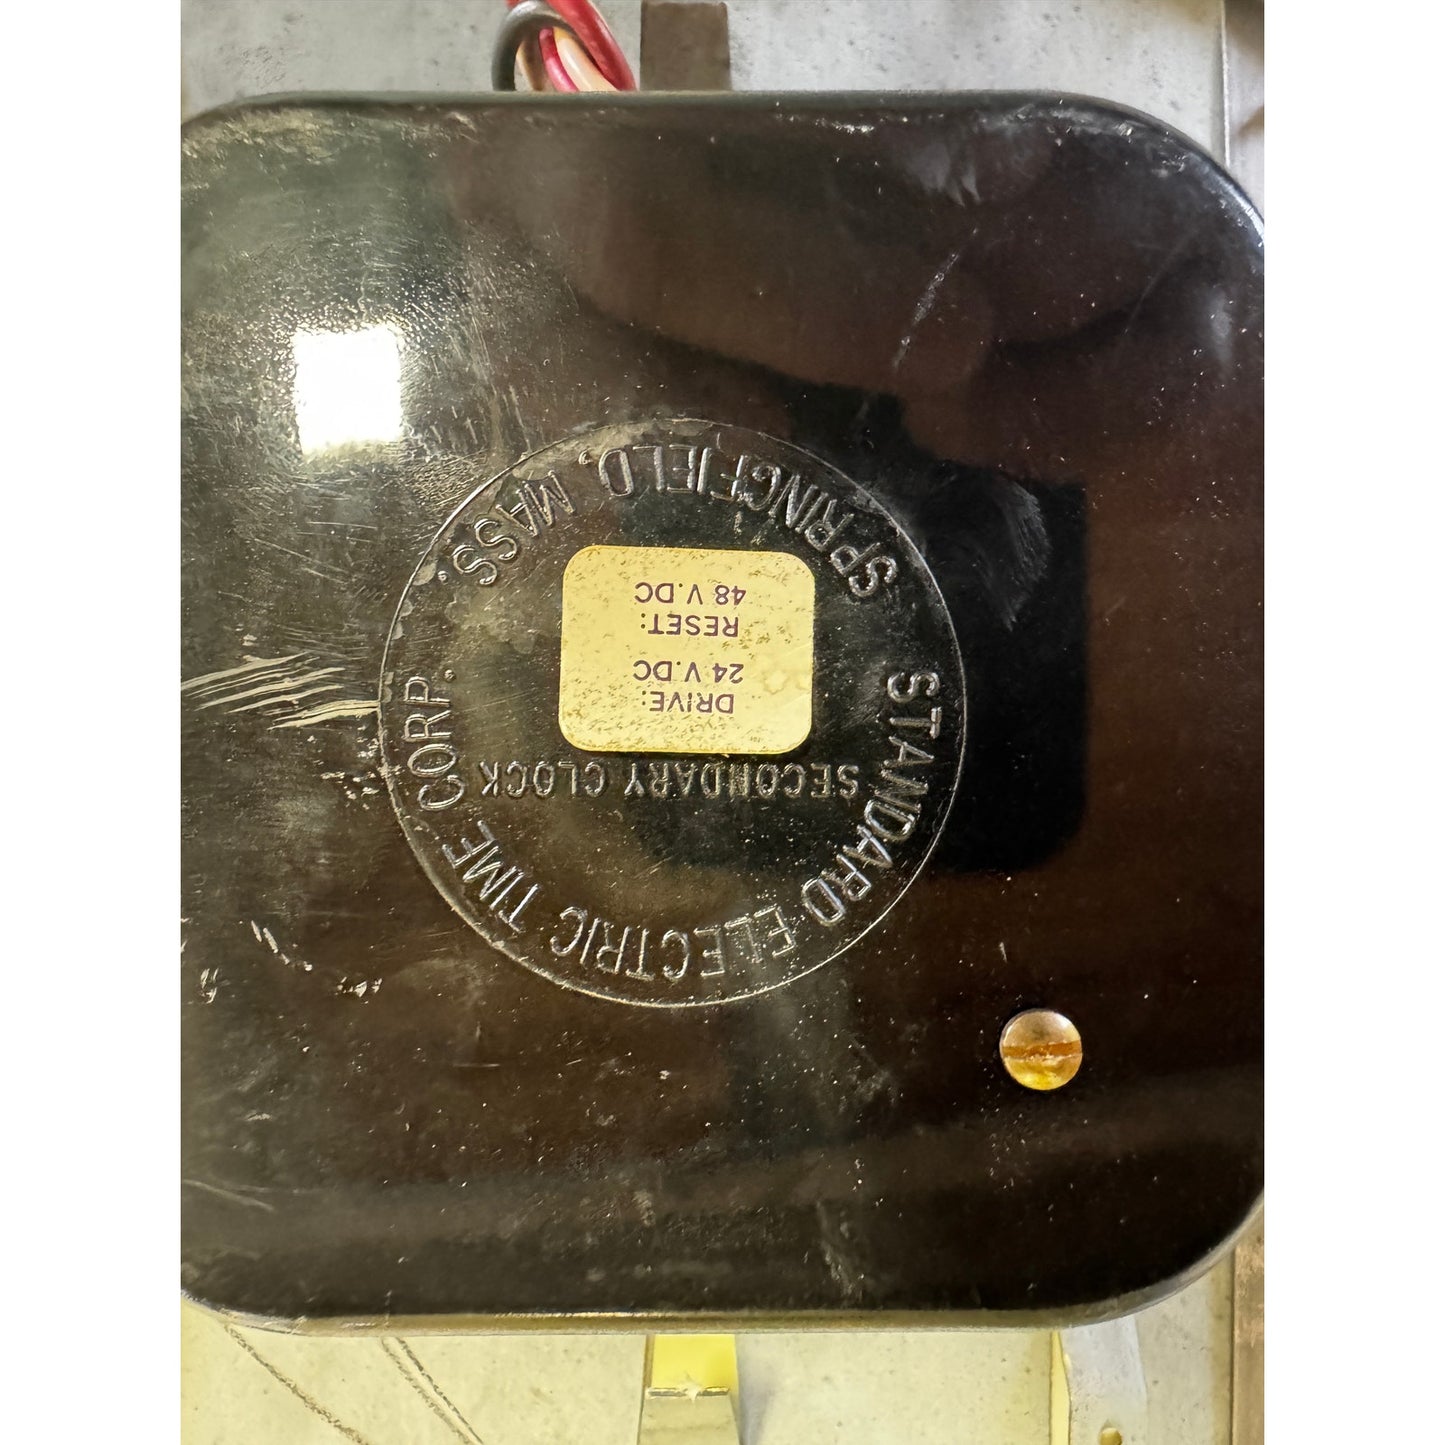 STANDARD ELECTRIC TIME CORP.
SECONDARY CLOCK
DRIVE:
24 V.DC
RESET:
48 V.DC
SPRINGFIELD, MASS.